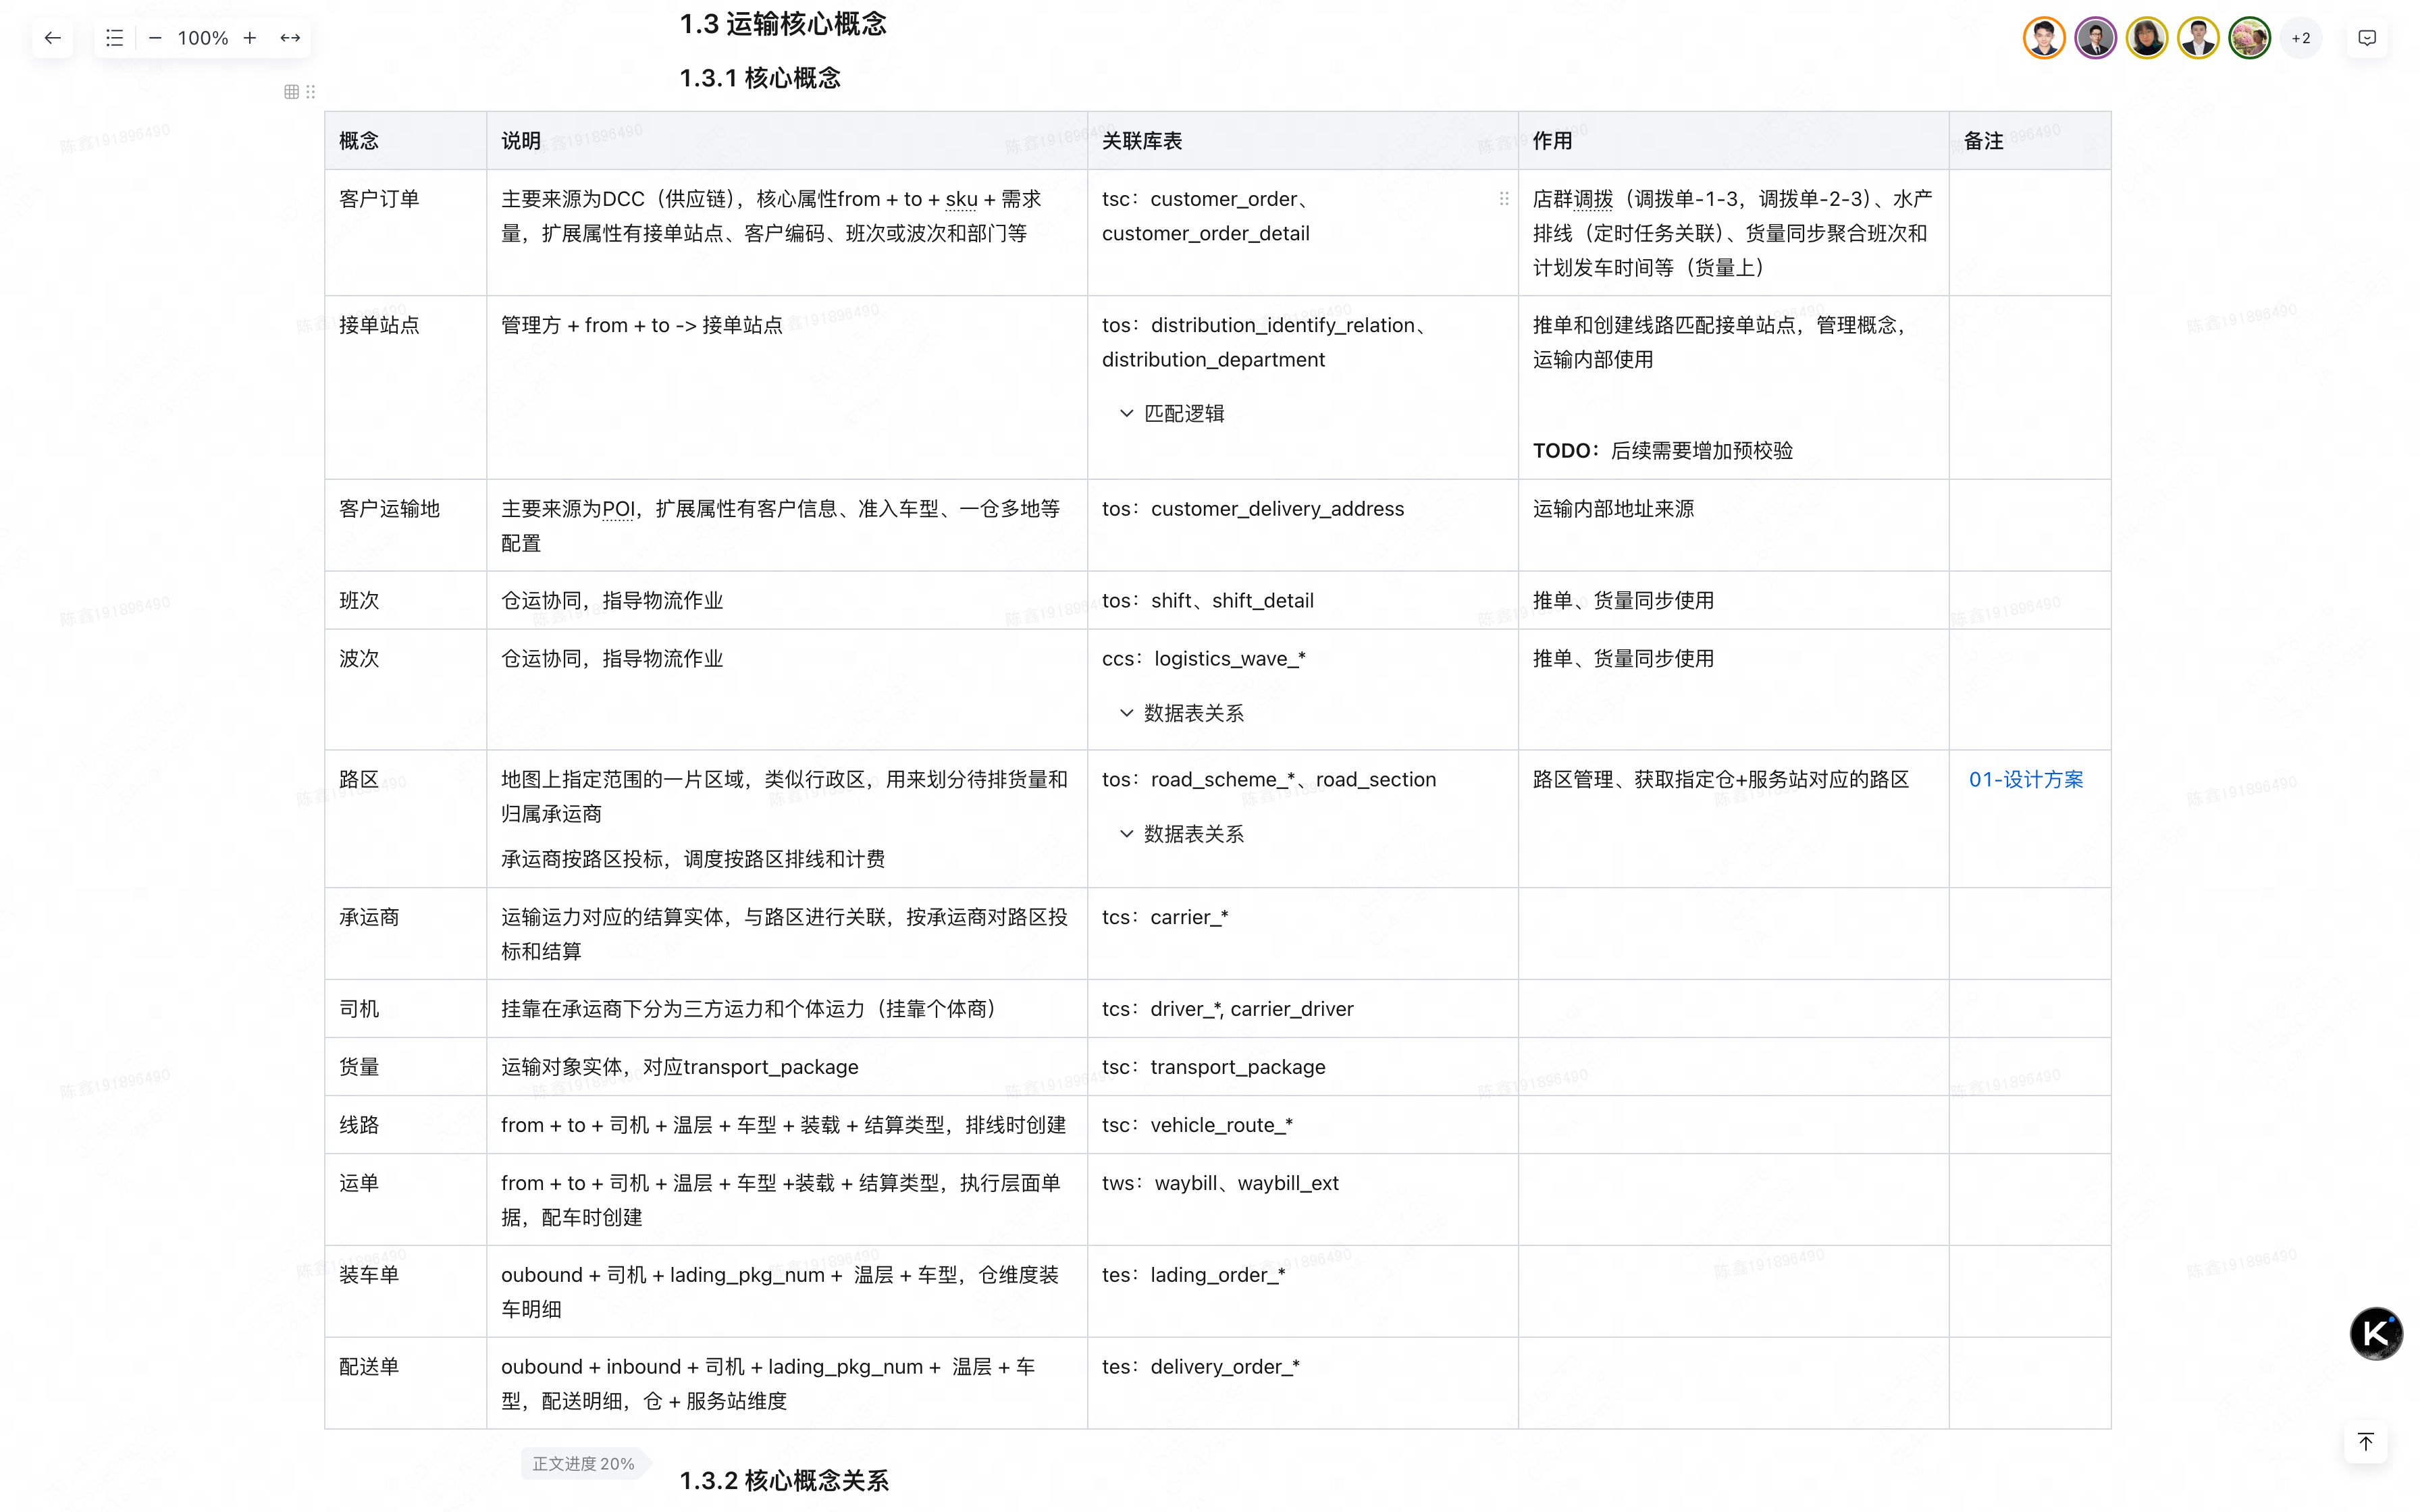 1.3 运输核心概念
100%
+2
1.3.1 核心概念
概念 说明 关联库表 作用 备注
客户订单
主要来源为DCC（供应链），核心属性from + to + sku + 需求
量，扩展属性有接单站点、客户编码、班次或波次和部门等
tsc：customer_order、
customer_order_detail
店群调拨（调拨单-1-3，调拨单-2-3）、水产
排线（定时任务关联）、货量同步聚合班次和
计划发车时间等（货量上）
接单站点
管理方 + from + to -> 接单站点
tos：distribution_identify_relation、
distribution_department
匹配逻辑
推单和创建线路匹配接单站点，管理概念，
运输内部使用
TODO：后续需要增加预校验
客户运输地
主要来源为POI，扩展属性有客户信息、准入车型、一仓多地等
配置
tos：customer_delivery_address
运输内部地址来源
班次
仓运协同，指导物流作业
tos：shift、shift_detail
推单、货量同步使用
波次
仓运协同，指导物流作业
ccs：logistics_wave_*
数据表关系
推单、货量同步使用
路区
地图上指定范围的一片区域，类似行政区，用来划分待排货量和
归属承运商
承运商按路区投标，调度按路区排线和计费
tos：road_scheme_*、road_section
数据表关系
路区管理、获取指定仓+服务站对应的路区
01-设计方案
承运商
运输运力对应的结算实体，与路区进行关联，按承运商对路区投
标和结算
tcs：carrier_*
司机
挂靠在承运商下分为三方运力和个体运力（挂靠个体商）
tcs：driver_*, carrier_driver
货量
运输对象实体，对应transport_package
tsc：transport_package
线路
from + to + 司机 + 温层 + 车型 + 装载 + 结算类型，排线时创建
tsc：vehicle_route_*
运单
from + to + 司机 + 温层 + 车型 +装载 + 结算类型，执行层面单
据，配车时创建
tws：waybill、waybill_ext
装车单
oubound + 司机 + lading_pkg_num + 温层 + 车型，仓维度装
车明细
tes：lading_order_*
配送单
oubound + inbound + 司机 + lading_pkg_num + 温层 + 车
型，配送明细，仓 + 服务站维度
tes：delivery_order_*
正文进度 20%
1.3.2 核心概念关系
陈鑫191896490